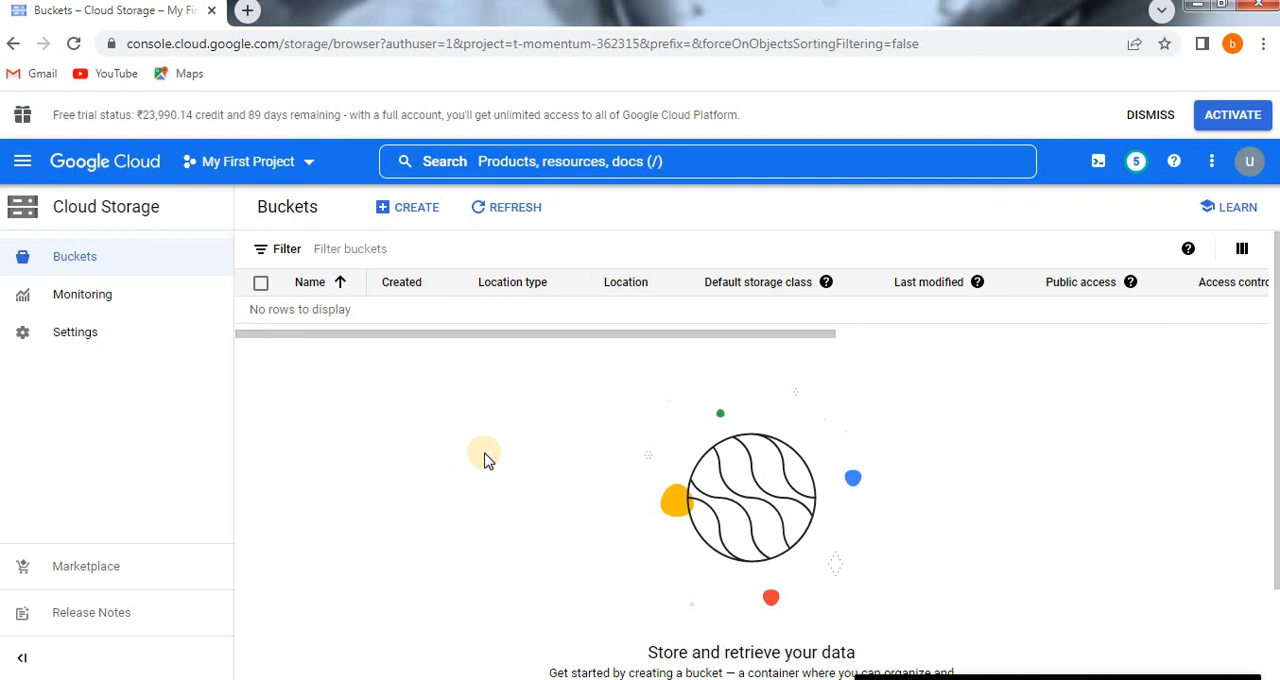 Buckets – Cloud Storage – My Fir
console.cloud.google.com/storage/browser?authuser=1&project=t-momentum-362315&prefix=&forceOnObjectsSortingFiltering=false
b
Gmail YouTube Maps
Free trial status: ₹23,990.14 credit and 89 days remaining - with a full account, you'll get unlimited access to all of Google Cloud Platform.
DISMISS ACTIVATE
Google Cloud My First Project Search Products, resources, docs (/) 5 u
Cloud Storage Buckets CREATE REFRESH LEARN
Buckets
Filter Filter buckets
Name Created Location type Location Default storage class Last modified Public access Access contro
No rows to display
Monitoring
Settings
Marketplace
Release Notes
Store and retrieve your data
Get started by creating a bucket — a container where you can organize and